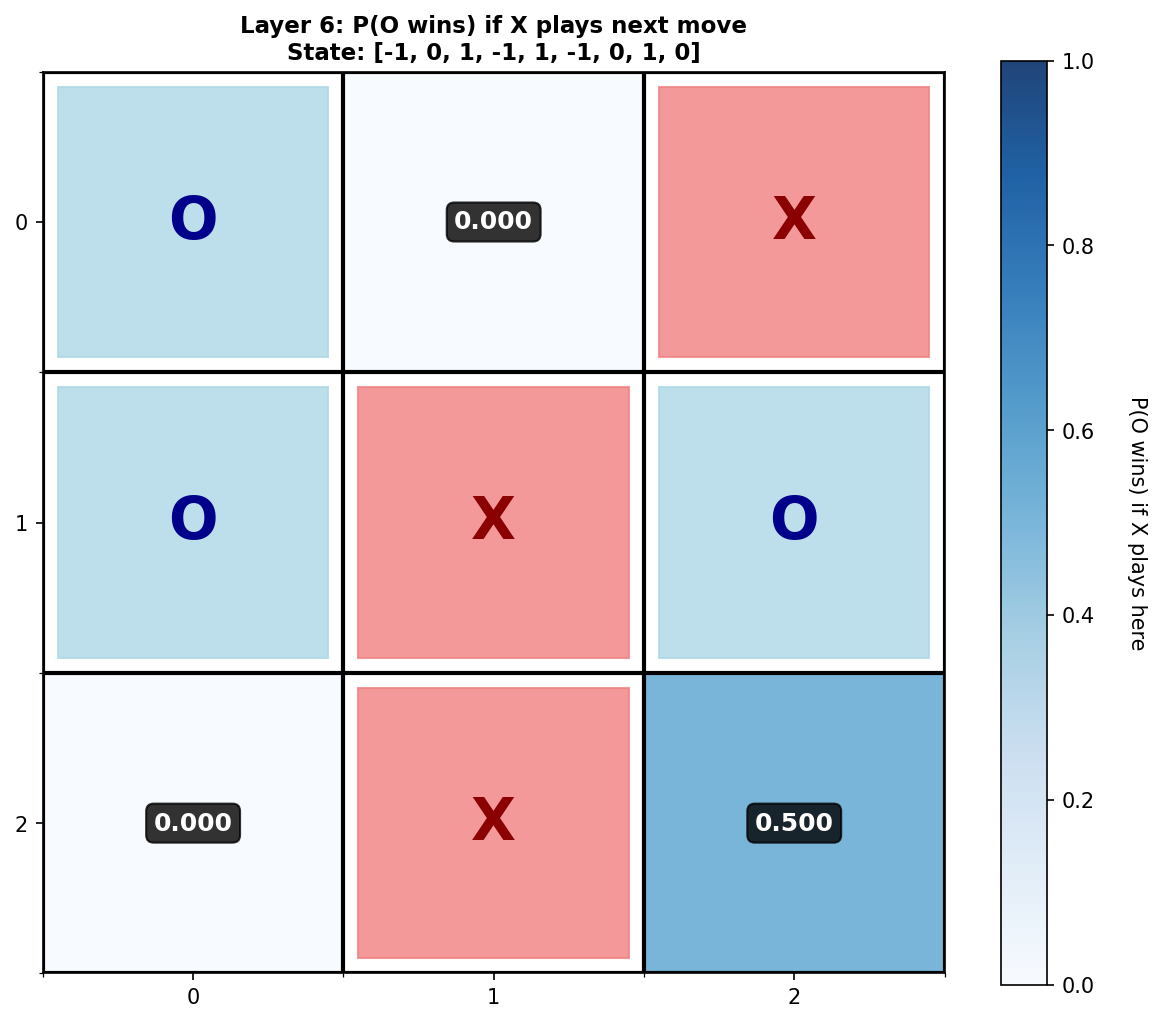 Layer 6: P(O wins) if X plays next move
State: [-1, 0, 1, -1, 1, -1, 0, 1, 0]
0
O
0.000
X
1
O
X
O
2
0.000
X
0.500
0
1
2
1.0
0.8
0.6
0.4
0.2
0.0
P(O wins) if X plays here